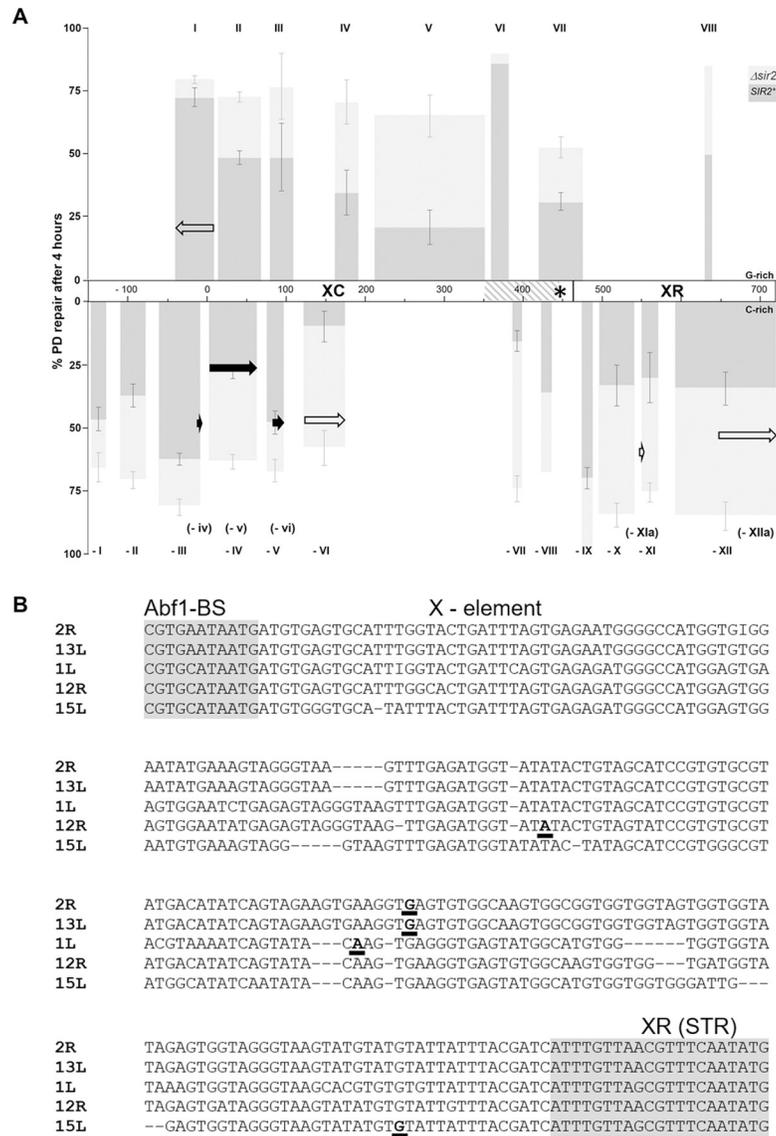 A
I II III IV V VI VII VIII
100
75
50
25
0
0
25
50
75
100
% PD repair after 4 hours
Δsir2
SIR2+
G-rich
- 100 0 100 XC 200 300 400 * 500 XR 600 700
C-rich
(- iv) (- v) (- vi) (- XIa) (- XIIa)
- I - II - III - IV - V - VI - VII - VIII - IX - X - XI - XII
B
Abf1-BS X - element
2R CGTGAATAATGATGTGAGTGCATTTGGTACTGATTTAGTGAGAATGGGGCCATGGTGIGG
13L CGTGAATAATGATGTGAGTGCATTTGGTACTGATTTAGTGAGAATGGGGCCATGGTGTGG
1L CGTGCATAATGATGTGAGTGCATTIGGTACTGATTCAGTGAGAGATGGGCCATGGAGTGA
12R CGTGCATAATGATGTGAGTGCATTTGGCACTGATTTAGTGAGAGATGGGCCATGGAGTGG
15L CGTGCATAATGATGTGGGTGCA-TATTTACTGATTTAGTGAGAGATGGGCCATGGAGTGG
2R AATATGAAAGTAGGGTAA-----GTTTGAGATGGT-ATATACTGTAGCATCCGTGTGCGT
13L AATATGAAAGTAGGGTAA-----GTTTGAGATGGT-ATATACTGTAGCATCCGTGTGCGT
1L AGTGGAATCTGAGAGTAGGGTAAGTTTGAGATGGT-ATATACTGTAGCATCCGTGTGCGT
12R AGTGGAATATGAGAGTAGGGTAAG-TTGAGATGGT-ATATACTGTAGTATCCGTGTGCGT
15L AATGTGAAAGTAGG-----GTAAGTTTGAGATGGTATATAC-TATAGCATCCGTGGGCGT
2R ATGACATATCAGTAGAAGTGAAGGTGAGTGTGGCAAGTGGCGGTGGTGGTAGTGGTGGTA
13L ATGACATATCAGTAGAAGTGAAGGTGAGTGTGGCAAGTGGCGGTGGTGGTAGTGGTGGTA
1L ACGTAAAATCAGTATA---CAAG-TGAGGGTGAGTATGGCATGTGG------TGGTGGTA
12R ATGACATATCAGTATA---CAAG-TGAAGGTGAGTGTGGCAAGTGGTGG---TGATGGTA
15L ATGGCATATCAATATA---CAAG-TGAAGGTGAGTATGGCATGTGGTGGTGGGATTG---
XR (STR)
2R TAGAGTGGTAGGGTAAGTATGTATGTATTATTTACGATCATTTGTTAACGTTTCAATATG
13L TAGAGTGGTAGGGTAAGTATGTATGTATTATTTACGATCATTTGTTAACGTTTCAATATG
1L TAAAGTGGTAGGGTAAGCACGTGTGTGTTATTTACGATCATTTGTTAGCGTTTCAATATG
12R TAGAGTGATAGGGTAAGTATATGTGTATTGTTTACGATCATTTGTTAACGTTTCAATATG
15L --GAGTGGTAGGGTAAGTATATGTGTATTATTTACGATCATTTGTTAGCGTTTCAATATG